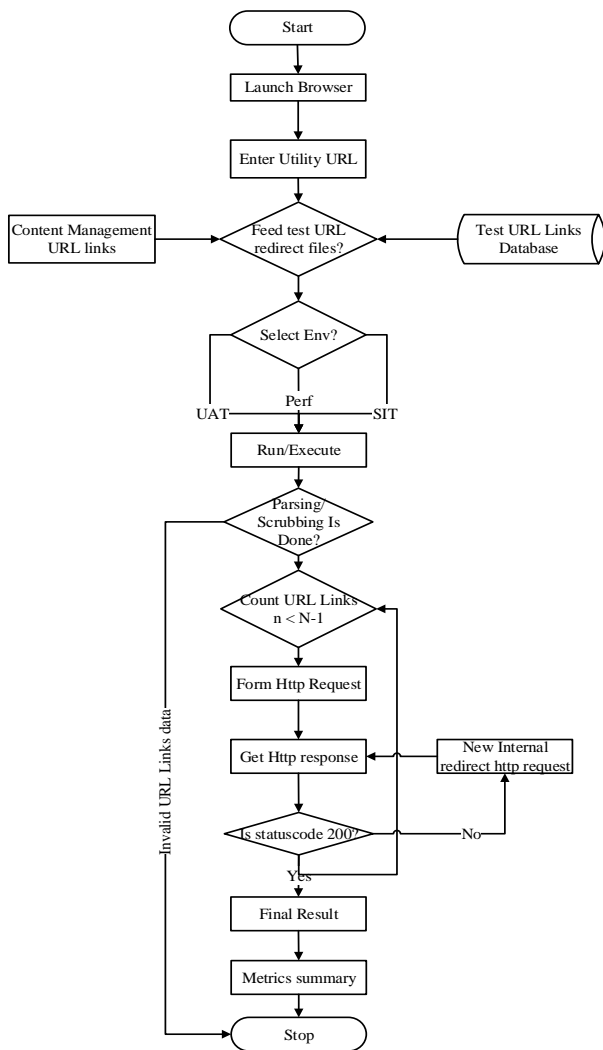 Start
Launch Browser
Enter Utility URL
Content Management
URL links
Feed test URL
redirect files?
Test URL Links
Database
Select Env?
UAT
Perf
SIT
Run/Execute
Parsing/
Scrubbing Is
Done?
Count URL Links
n < N-1
Form Http Request
Get Http response
New Internal
redirect http request
Is statuscode 200?
No
Yes
Invalid URL Links data
Final Result
Metrics summary
Stop